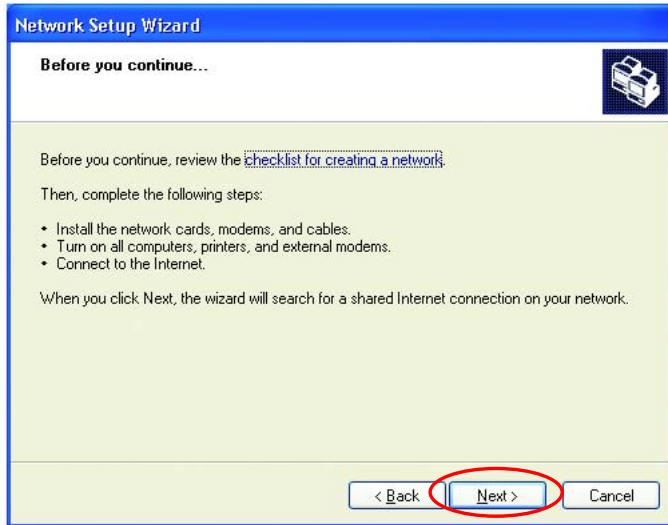 Network Setup Wizard
Before you continue...
Before you continue, review the checklist for creating a network.
Then, complete the following steps:
• Install the network cards, modems, and cables.
• Turn on all computers, printers, and external modems.
• Connect to the Internet.
When you click Next, the wizard will search for a shared Internet connection on your network.
< Back Next > Cancel